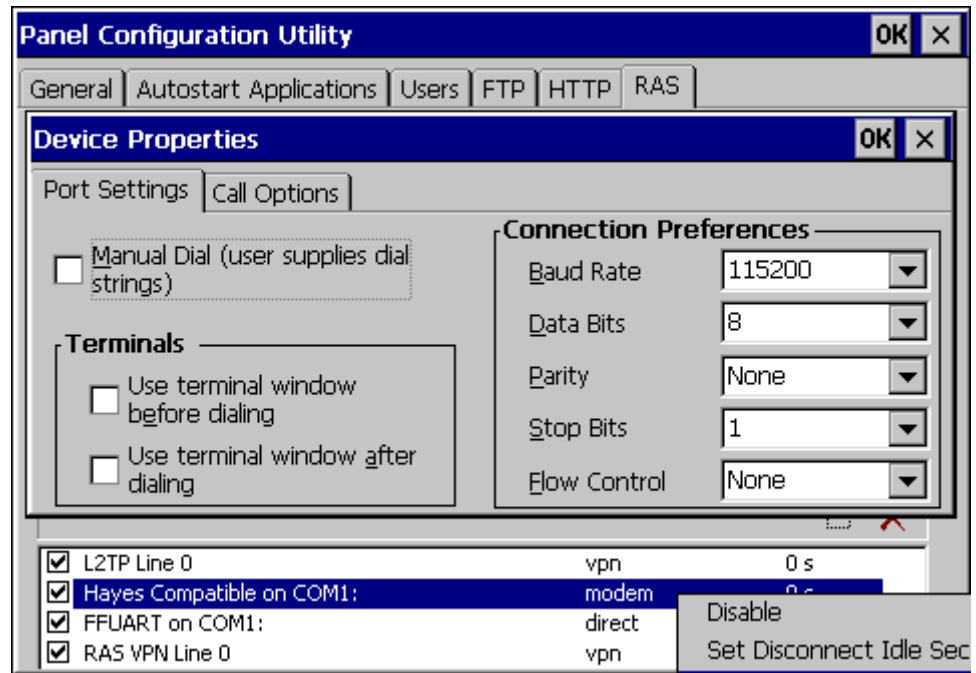 Panel Configuration Utility OK ×
General Autostart Applications Users FTP HTTP RAS
Device Properties OK ×
Port Settings Call Options
Manual Dial (user supplies dial
strings)
Terminals
Use terminal window
before dialing
Use terminal window after
dialing
Connection Preferences
Baud Rate 115200
Data Bits 8
Parity None
Stop Bits 1
Flow Control None
L2TP Line 0 vpn 0 s
Hayes Compatible on COM1: modem 0 s
FFUART on COM1: direct
RAS VPN Line 0 vpn
Disable
Set Disconnect Idle Sec